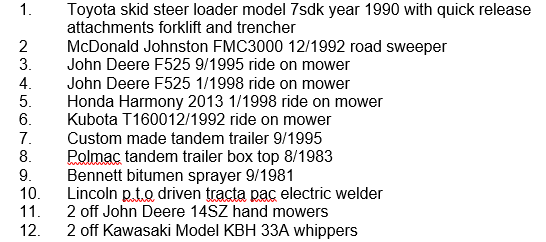 1. Toyota skid steer loader model 7sdk year 1990 with quick release
attachments forklift and trencher
2 McDonald Johnston FMC3000 12/1992 road sweeper
3. John Deere F525 9/1995 ride on mower
4. John Deere F525 1/1998 ride on mower
5. Honda Harmony 2013 1/1998 ride on mower
6. Kubota T160012/1992 ride on mower
7. Custom made tandem trailer 9/1995
8. Polmac tandem trailer box top 8/1983
9. Bennett bitumen sprayer 9/1981
10. Lincoln p.t.o driven tracta pac electric welder
11. 2 off John Deere 14SZ hand mowers
12. 2 off Kawasaki Model KBH 33A whippers